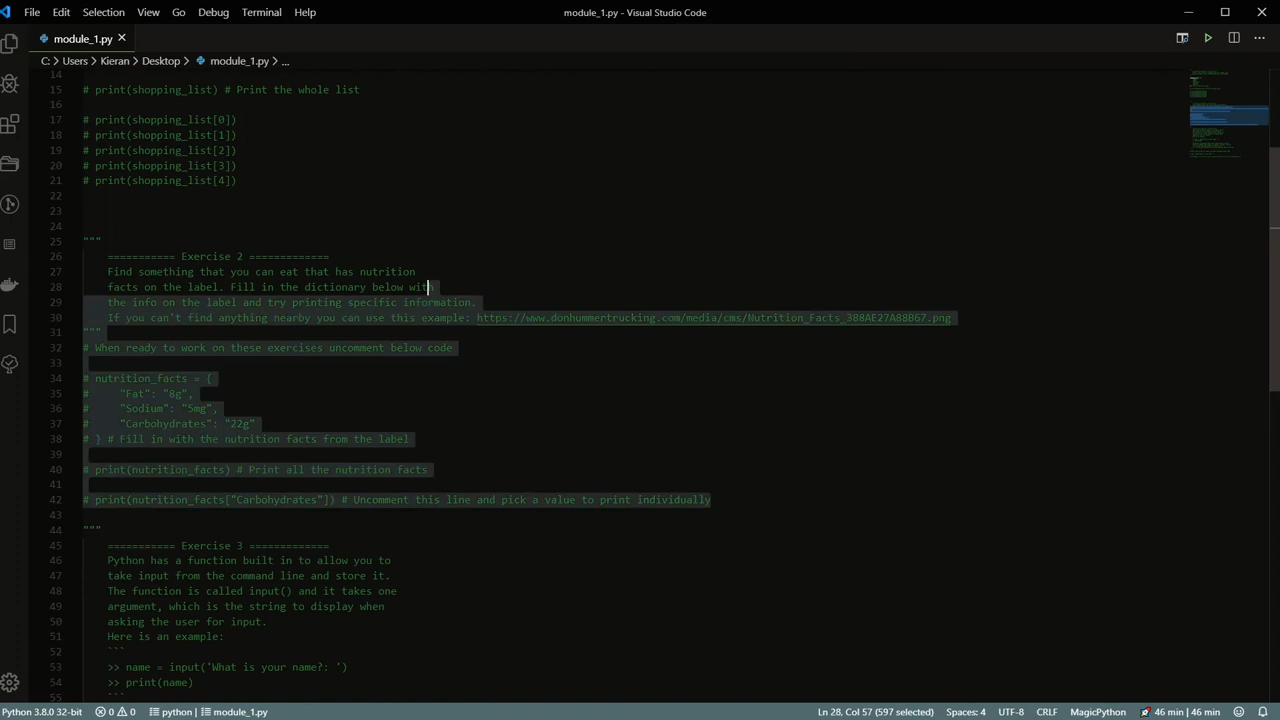 File Edit Selection View Go Debug Terminal Help module_1.py — Visual Studio Code
module_1.py
C: > Users > Kieran > Desktop > module_1.py > ...
14
15 # print(shopping_list) # Print the whole list
16
17 # print(shopping_list[0])
18 # print(shopping_list[1])
19 # print(shopping_list[2])
20 # print(shopping_list[3])
21 # print(shopping_list[4])
22
23
24
25 """
26 =========== Exercise 2 =============
27 Find something that you can eat that has nutrition
28 facts on the label. Fill in the dictionary below with
29 the info on the label and try printing specific information.
30 If you can't find anything nearby you can use this example: https://www.donhummertrucking.com/media/cms/Nutrition_Facts_388AE27A88B67.png
31 """
32 # When ready to work on these exercises uncomment below code
33
34 # nutrition_facts = {
35 #     "Fat": "8g",
36 #     "Sodium": "5mg",
37 #     "Carbohydrates": "22g"
38 # } # Fill in with the nutrition facts from the label
39
40 # print(nutrition_facts) # Print all the nutrition facts
41
42 # print(nutrition_facts["Carbohydrates"]) # Uncomment this line and pick a value to print individually
43
44 """
45 =========== Exercise 3 =============
46 Python has a function built in to allow you to
47 take input from the command line and store it.
48 The function is called input() and it takes one
49 argument, which is the string to display when
50 asking the user for input.
51 Here is an example:
52 ```
53 >> name = input('What is your name?: ')
54 >> print(name)
55 ```
Python 3.8.0 32-bit 0 0 python | module_1.py Ln 28, Col 57 (597 selected) Spaces: 4 UTF-8 CRLF MagicPython 46 min | 46 min